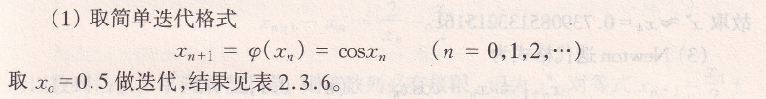 (1) 取简单迭代格式
xₙ₊₁ = φ(xₙ) = cosxₙ (n = 0,1,2,⋯)
取 x꜀=0.5 做迭代,结果见表 2.3.6。